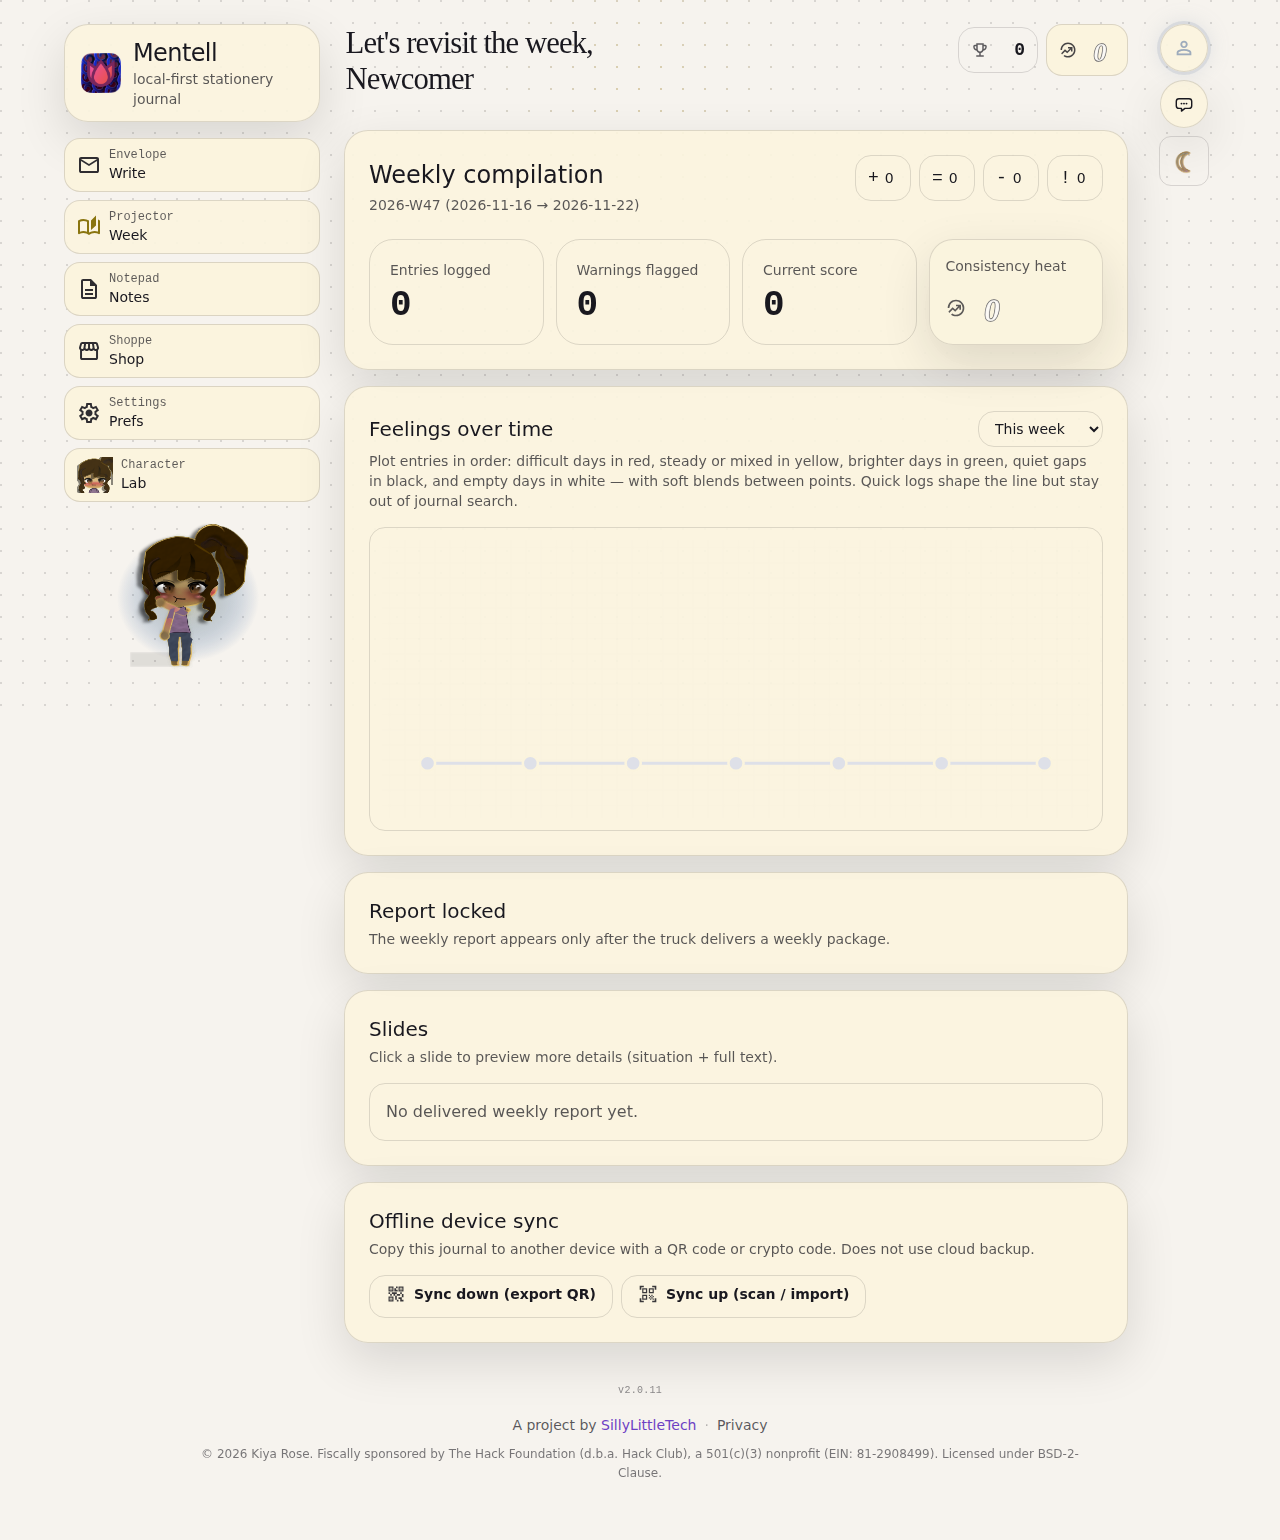 Mentell
local-first stationery
journal
Envelope
Write
Projector
Week
Notepad
Notes
Shoppe
Shop
Settings
Prefs
Character
Lab
Let's revisit the week,
Newcomer
0
0
Weekly compilation
2026-W47 (2026-11-16 → 2026-11-22)
+ 0
= 0
- 0
! 0
Entries logged
0
Warnings flagged
0
Current score
0
Consistency heat
0
Feelings over time
This week
Plot entries in order: difficult days in red, steady or mixed in yellow, brighter days in green, quiet gaps
in black, and empty days in white — with soft blends between points. Quick logs shape the line but stay
out of journal search.
Report locked
The weekly report appears only after the truck delivers a weekly package.
Slides
Click a slide to preview more details (situation + full text).
No delivered weekly report yet.
Offline device sync
Copy this journal to another device with a QR code or crypto code. Does not use cloud backup.
Sync down (export QR)
Sync up (scan / import)
v2.0.11
A project by SillyLittleTech · Privacy
© 2026 Kiya Rose. Fiscally sponsored by The Hack Foundation (d.b.a. Hack Club), a 501(c)(3) nonprofit (EIN: 81-2908499). Licensed under BSD-2-
Clause.